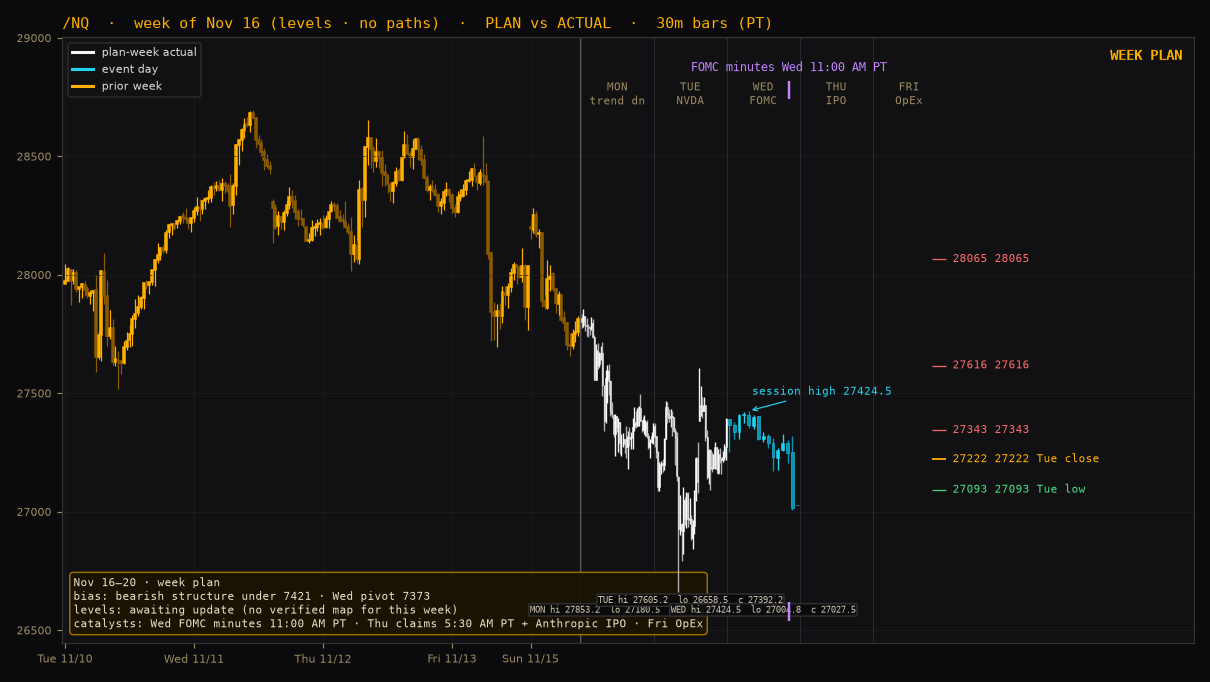 /NQ · week of Nov 16 (levels · no paths) · PLAN vs ACTUAL · 30m bars (PT)
29000
28500
28000
27500
27000
26500
plan-week actual
event day
prior week
WEEK PLAN
FOMC minutes Wed 11:00 AM PT
MON
trend dn
TUE
NVDA
WED
FOMC
THU
IPO
FRI
OpEx
28065 28065
27616 27616
session high 27424.5
27343 27343
27222 27222 Tue close
27093 27093 Tue low
Nov 16–20 · week plan
bias: bearish structure under 7421 · Wed pivot 7373
levels: awaiting update (no verified map for this week)
catalysts: Wed FOMC minutes 11:00 AM PT · Thu claims 5:30 AM PT + Anthropic IPO · Fri OpEx
TUE hi 27605.2 lo 26658.5 c 27392.2
MON hi 27853.2 lo 27180.5
WED hi 27424.5 lo 27004.8 c 27027.5
Tue 11/10
Wed 11/11
Thu 11/12
Fri 11/13
Sun 11/15